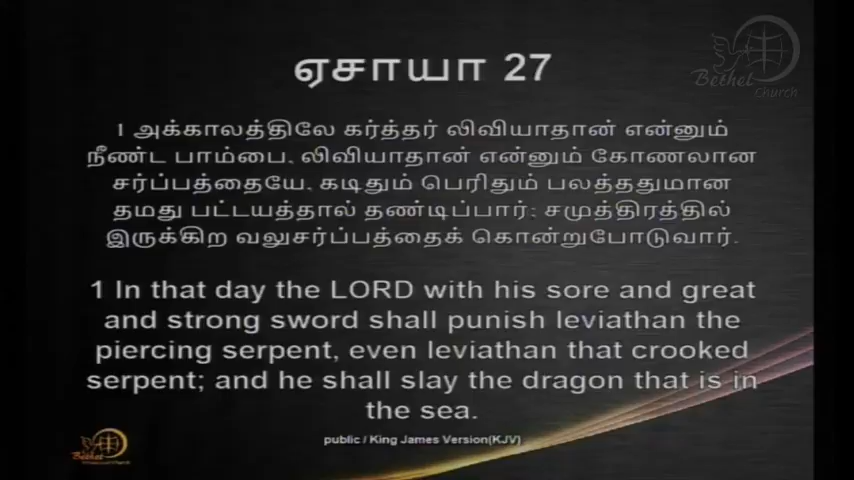 Bethel
Church
ஏசாயா 27
1 அக்காலத்திலே கர்த்தர் லிவியாதான் என்னும்
நீண்ட பாம்பை, லிவியாதான் என்னும் கோணலான
சர்ப்பத்தையே, கடிதும் பெரிதும் பலத்ததுமான
தமது பட்டயத்தால் தண்டிப்பார்; சமுத்திரத்தில்
இருக்கிற வலுசர்ப்பத்தைக் கொன்றுபோடுவார்.
1 In that day the LORD with his sore and great
and strong sword shall punish leviathan the
piercing serpent, even leviathan that crooked
serpent; and he shall slay the dragon that is in
the sea.
public / King James Version(KJV)
Bethel